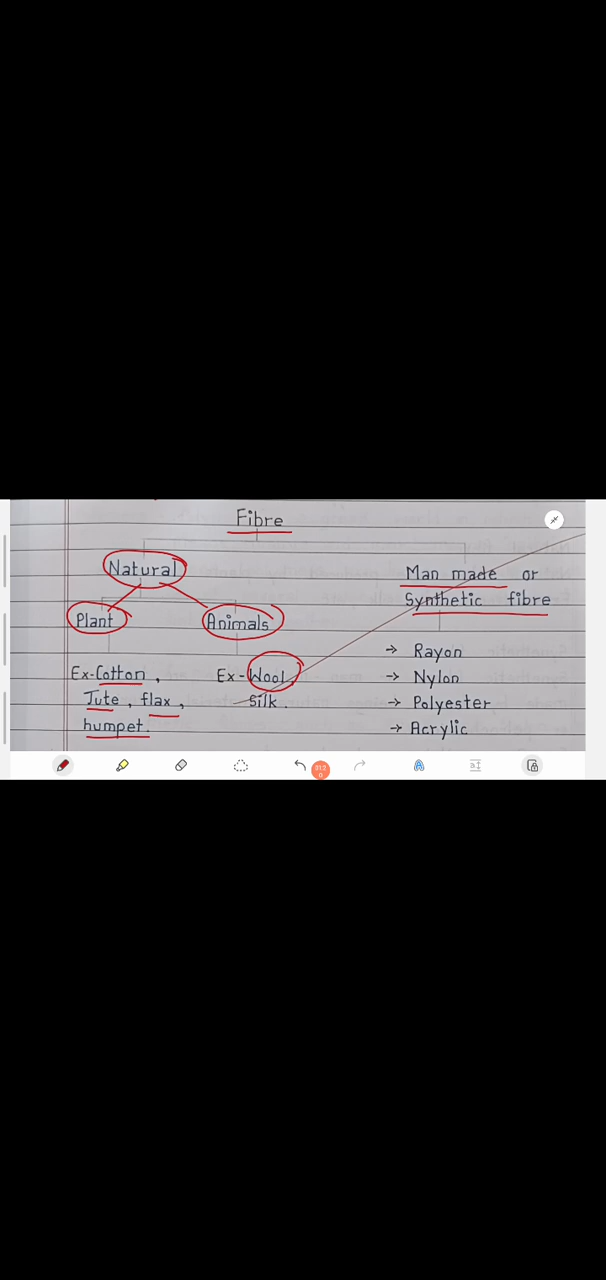 Fibre
Natural
Man made or
Synthetic fibre
Plant
Animals
Ex-Cotton,
Jute, flax,
humpet.
Ex-Wool,
Silk.
→ Rayon
→ Nylon
→ Polyester
→ Acrylic